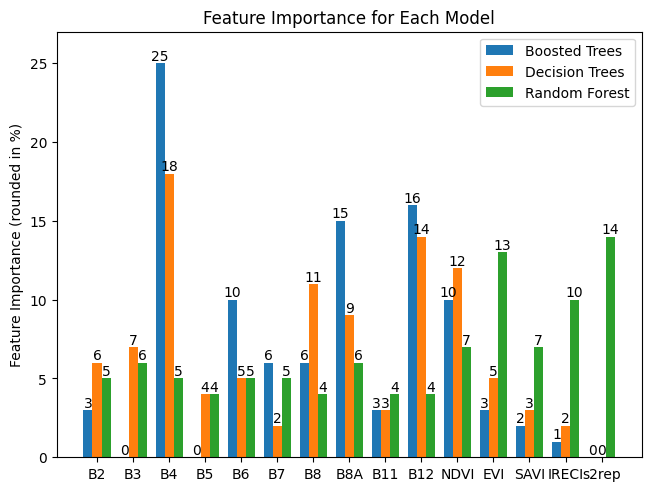 Feature Importance for Each Model
Boosted Trees
Decision Trees
Random Forest
Feature Importance (rounded in %)
25
20
15
10
5
0
3 6 5
0 7 6
25 18 5
0 4 4
10 5 5
6 2 5
6 11 4
15 9 6
3 3 4
16 14 4
10 12 7
3 5 13
2 3 7
1 2 10
0 0 14
B2 B3 B4 B5 B6 B7 B8 B8A B11 B12 NDVI EVI SAVI IRECI s2rep